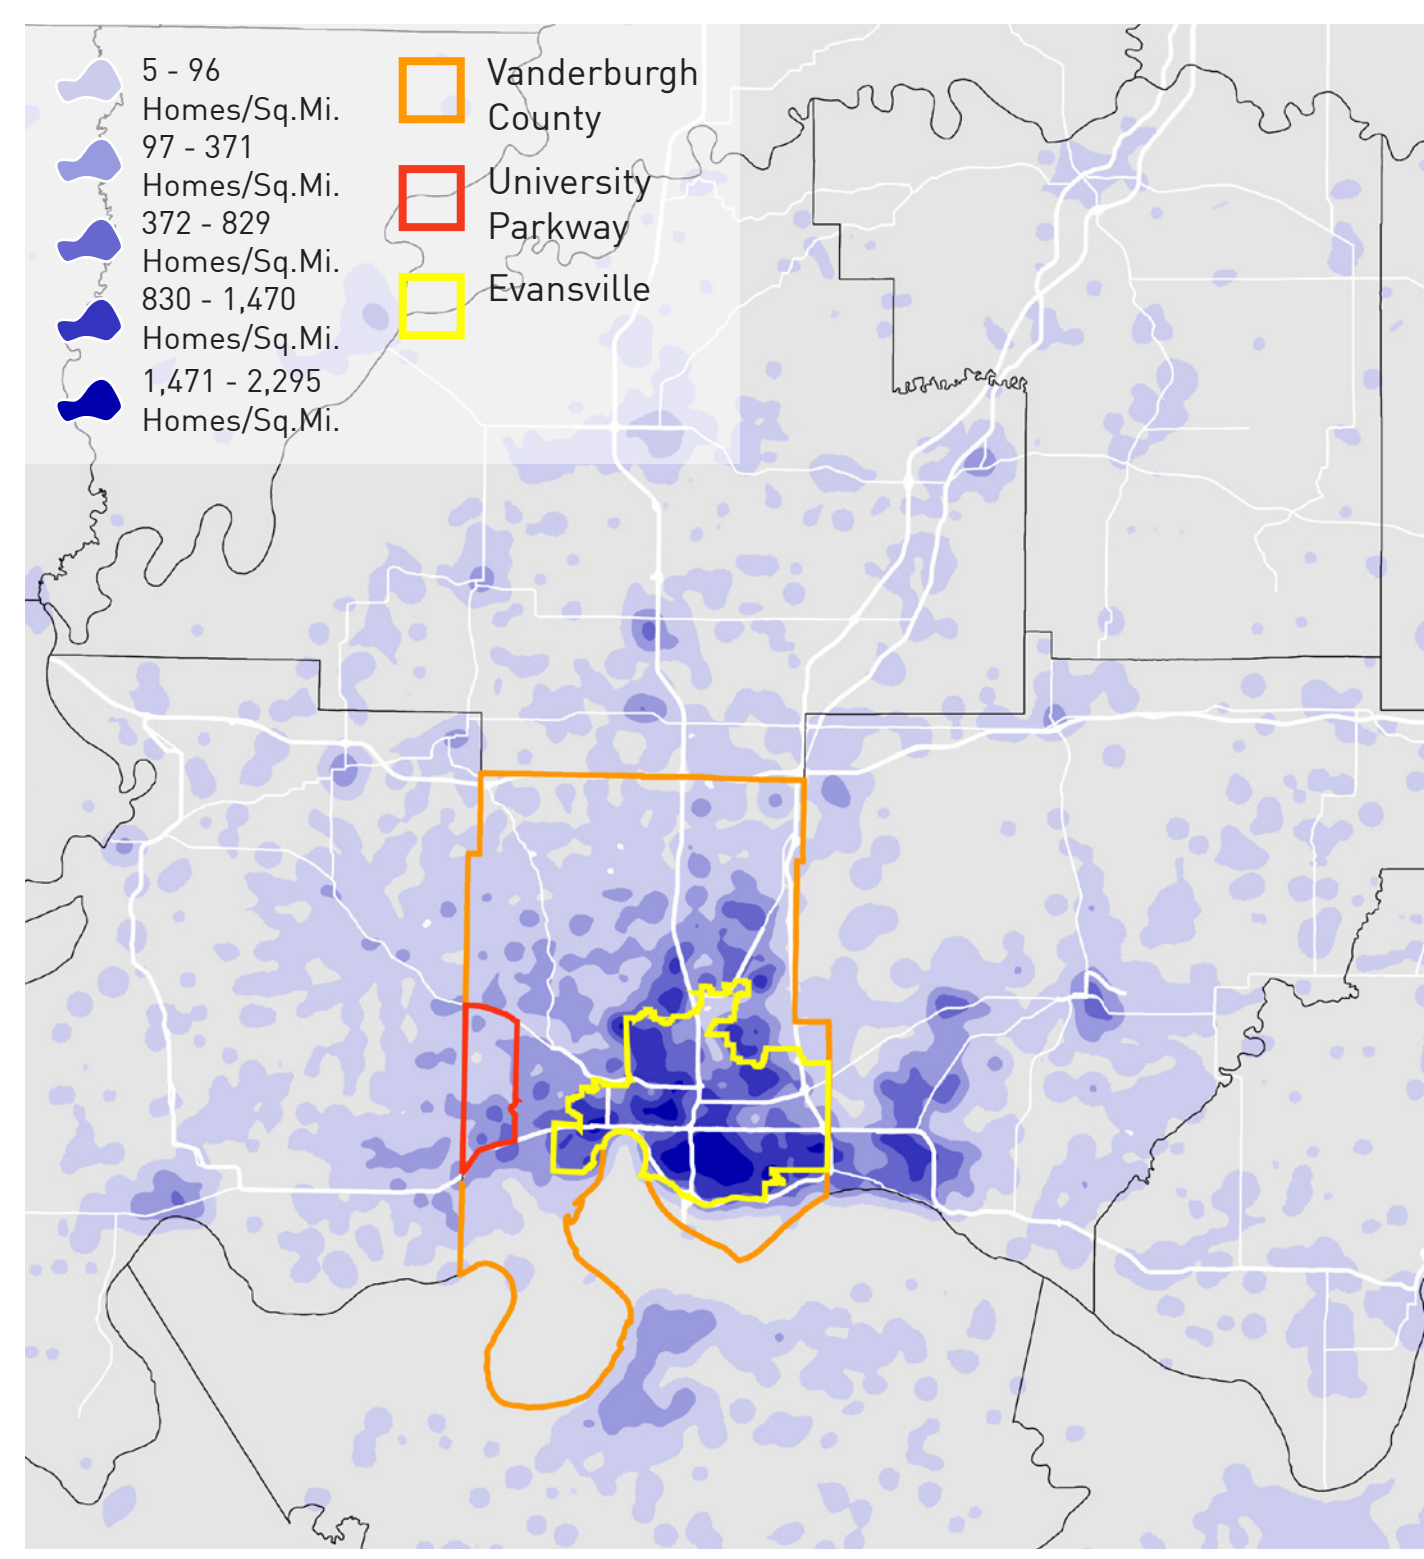 5 - 96
Homes/Sq.Mi.
97 - 371
Homes/Sq.Mi.
372 - 829
Homes/Sq.Mi.
830 - 1,470
Homes/Sq.Mi.
1,471 - 2,295
Homes/Sq.Mi.
Vanderburgh
County
University
Parkway
Evansville